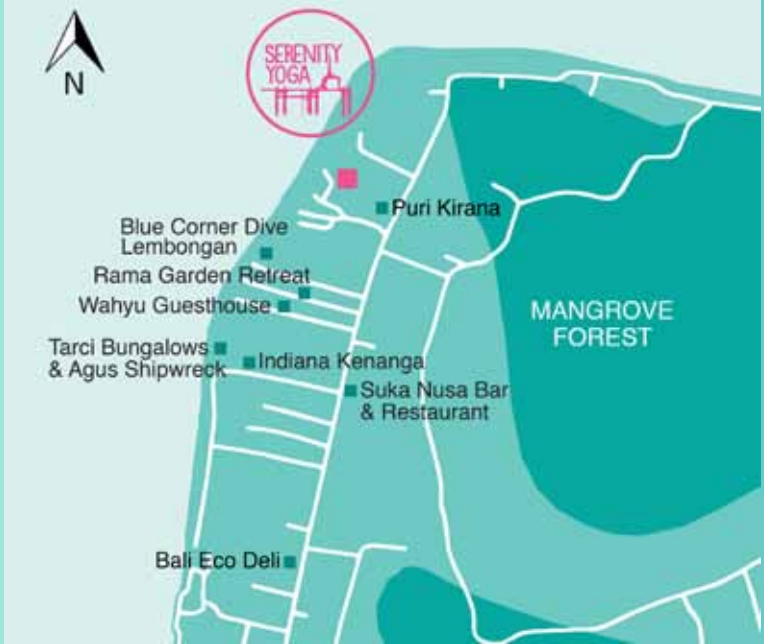 SERENITY
YOGA
N
Puri Kirana
Blue Corner Dive
Lembongan
Rama Garden Retreat
Wahyu Guesthouse
MANGROVE
FOREST
Tarci Bungalows
& Agus Shipwreck
Indiana Kenanga
Suka Nusa Bar
& Restaurant
Bali Eco Deli